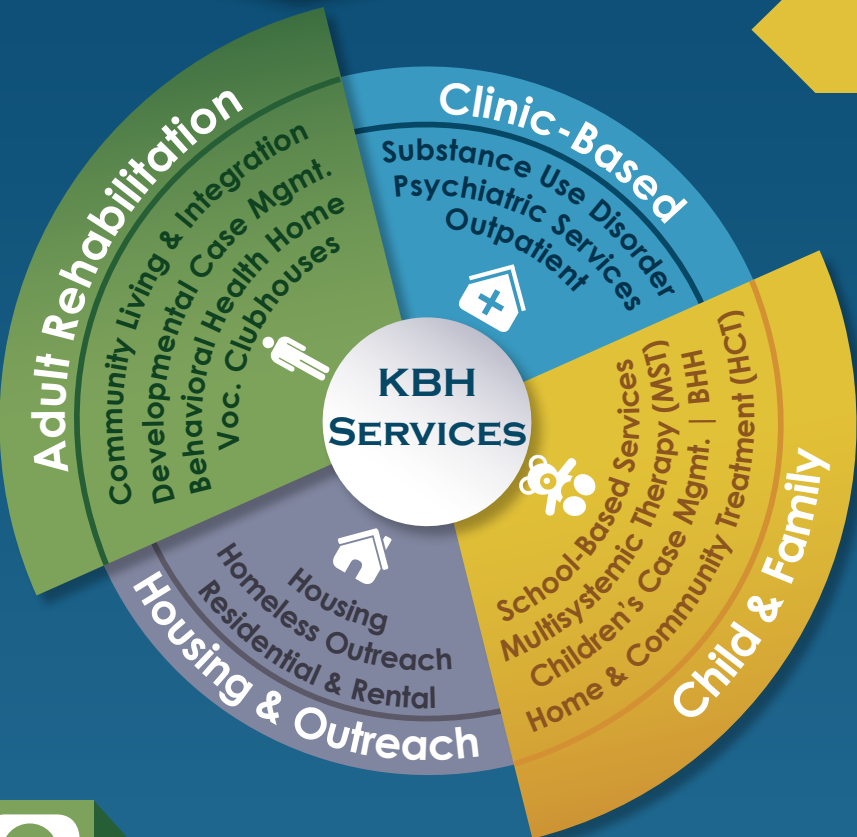 KBH
SERVICES
Clinic-Based
Substance Use Disorder
Psychiatric Services
Outpatient
Child & Family
School-Based Services
Multisystemic Therapy (MST)
Children's Case Mgmt. | BHH
Home & Community Treatment (HCT)
Housing & Outreach
Housing
Homeless Outreach
Residential & Rental
Adult Rehabilitation
Community Living & Integration
Developmental Case Mgmt.
Behavioral Health Home
Voc. Clubhouses